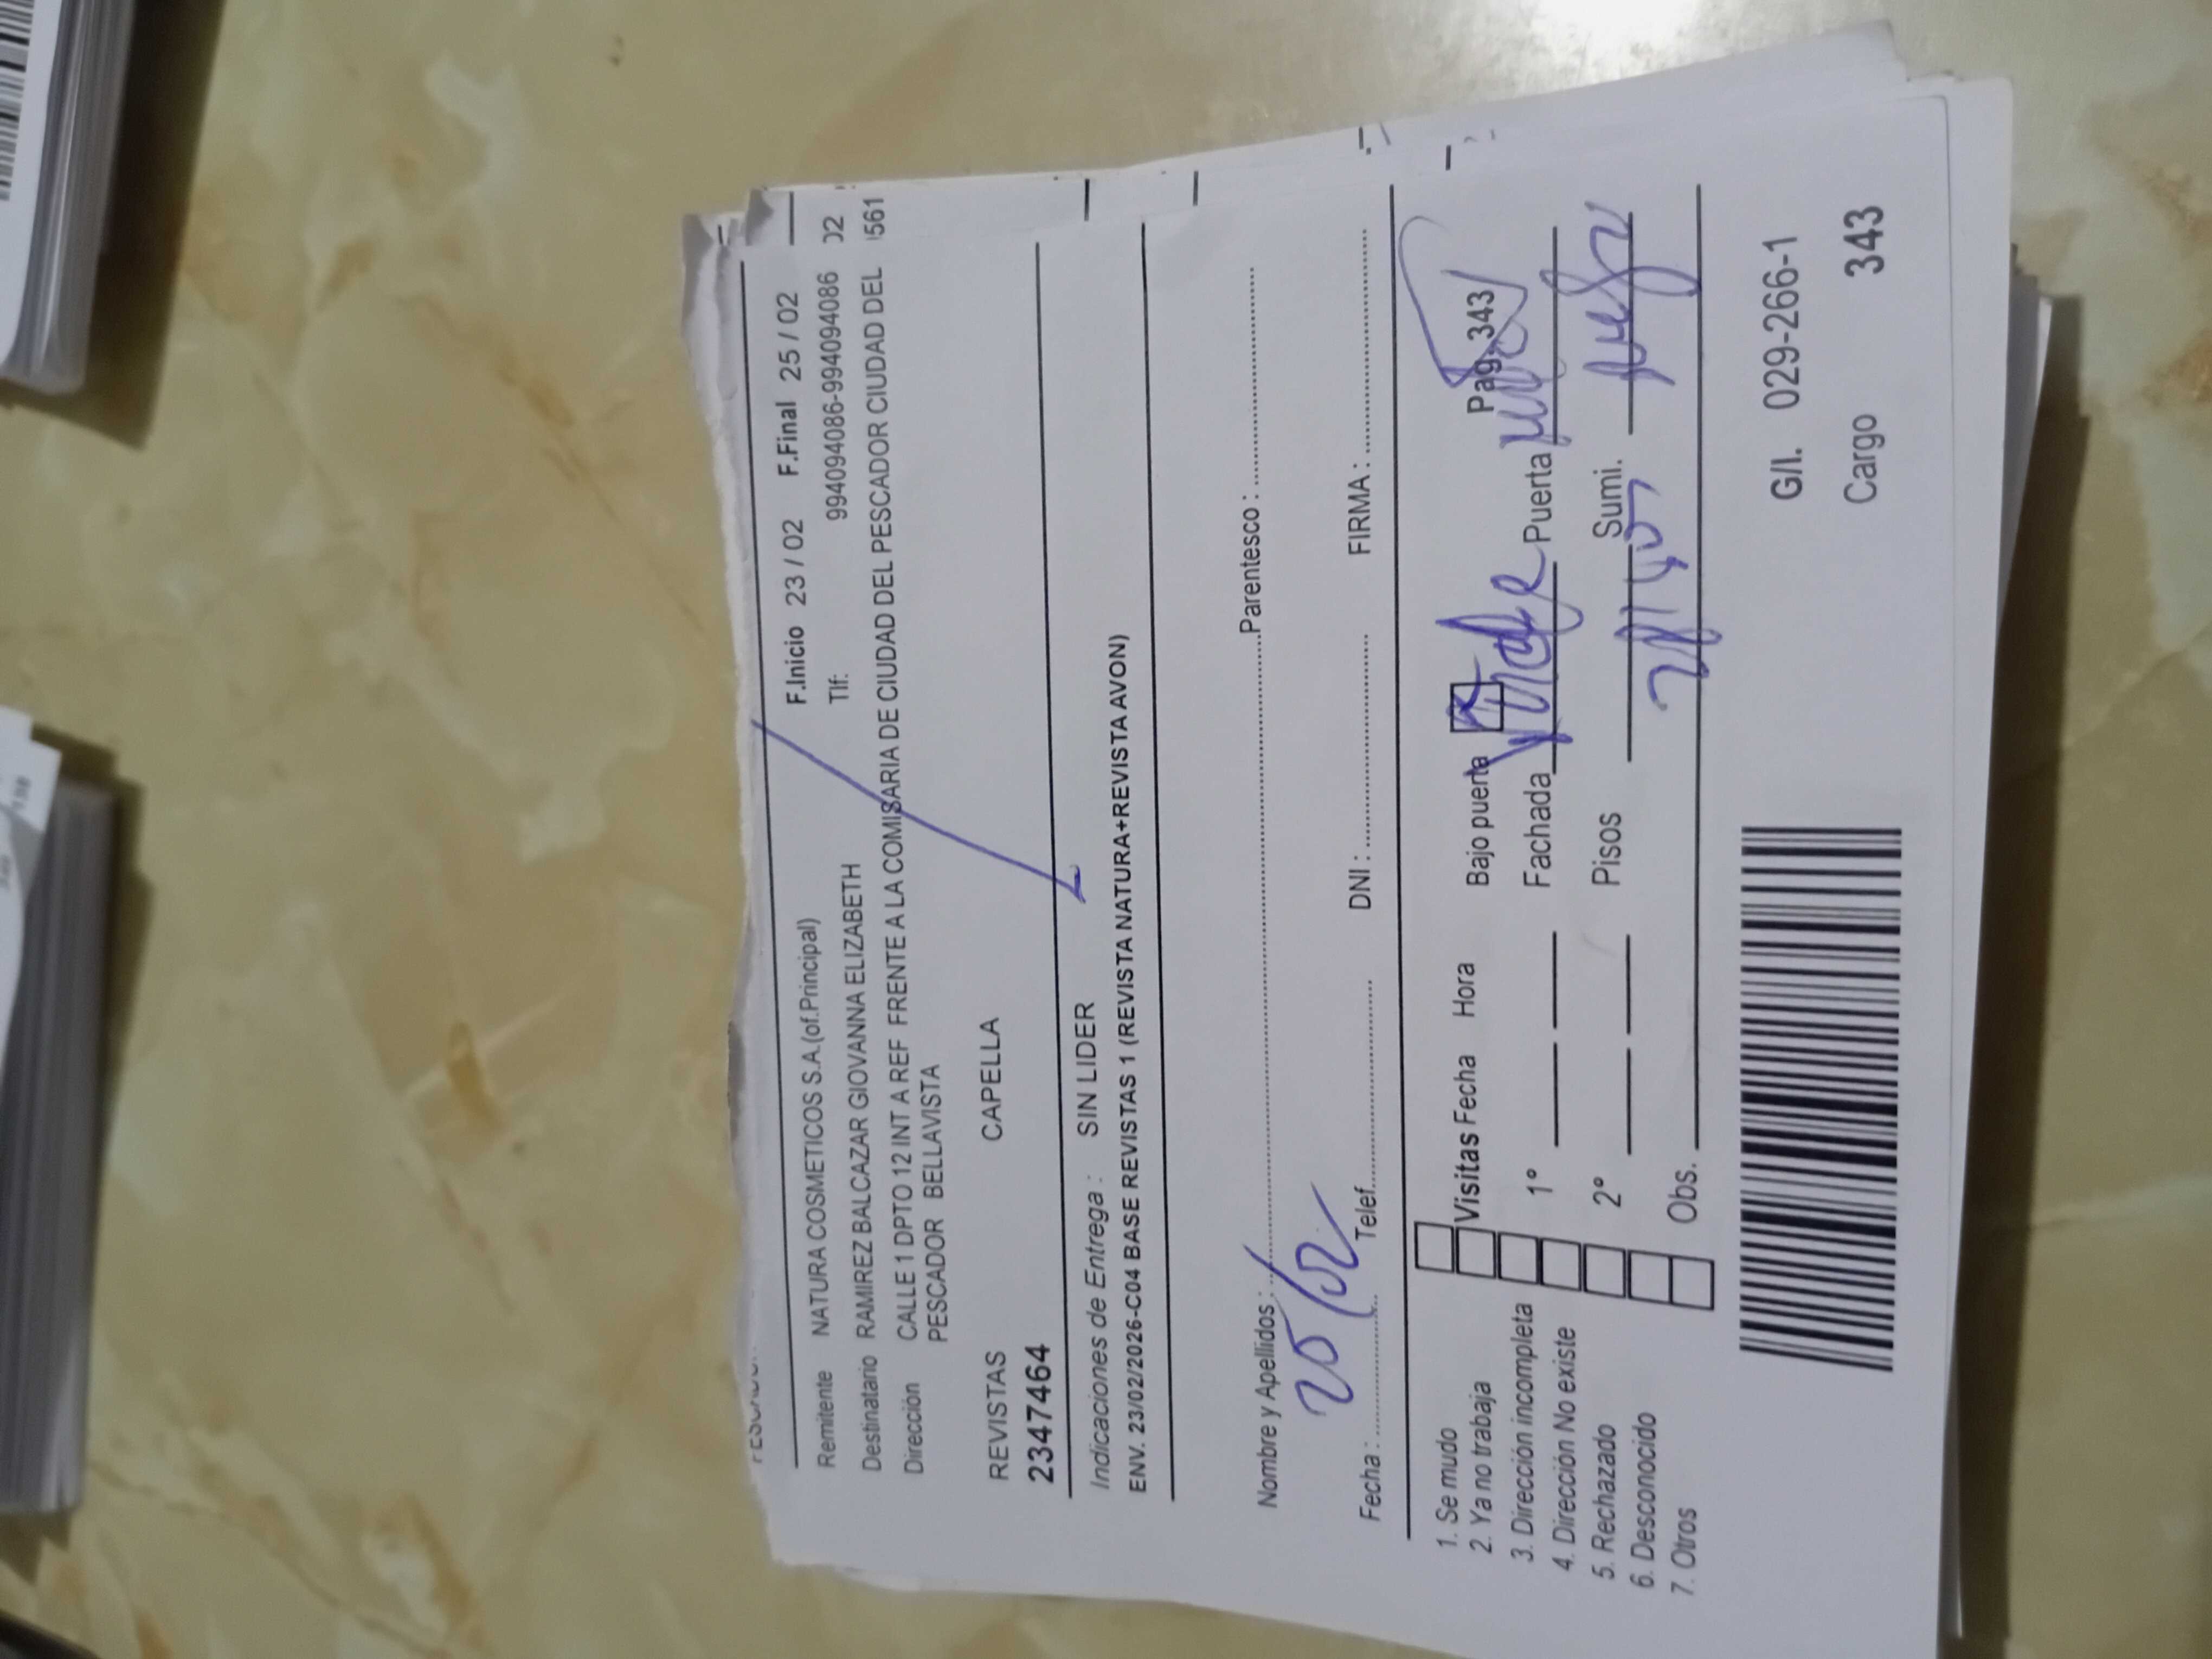 F.Inicio 23 / 02 F.Final 25 / 02
Remitente NATURA COSMETICOS S.A.(of.Principal) Tlf: 994094086-994094086 02
Destinatario RAMIREZ BALCAZAR GIOVANNA ELIZABETH
Dirección CALLE 1 DPTO 12 INT A REF FRENTE A LA COMISARIA DE CIUDAD DEL PESCADOR CIUDAD DEL 561
PESCADOR BELLAVISTA
REVISTAS CAPELLA
2347464
Indicaciones de Entrega : SIN LIDER
ENV. 23/02/2026-C04 BASE REVISTAS 1 (REVISTA NATURA+REVISTA AVON)
Nombre y Apellidos : Parentesco :
25/02
Fecha : Telef. DNI : FIRMA :
1. Se mudo
2. Ya no trabaja
3. Dirección incompleta
4. Dirección No existe
5. Rechazado
6. Desconocido
7. Otros
Visitas Fecha Hora Bajo puerta Pag. 343
1° Fachada Puerta
2° Pisos Sumi.
Obs.
G/I. 029-266-1
Cargo 343